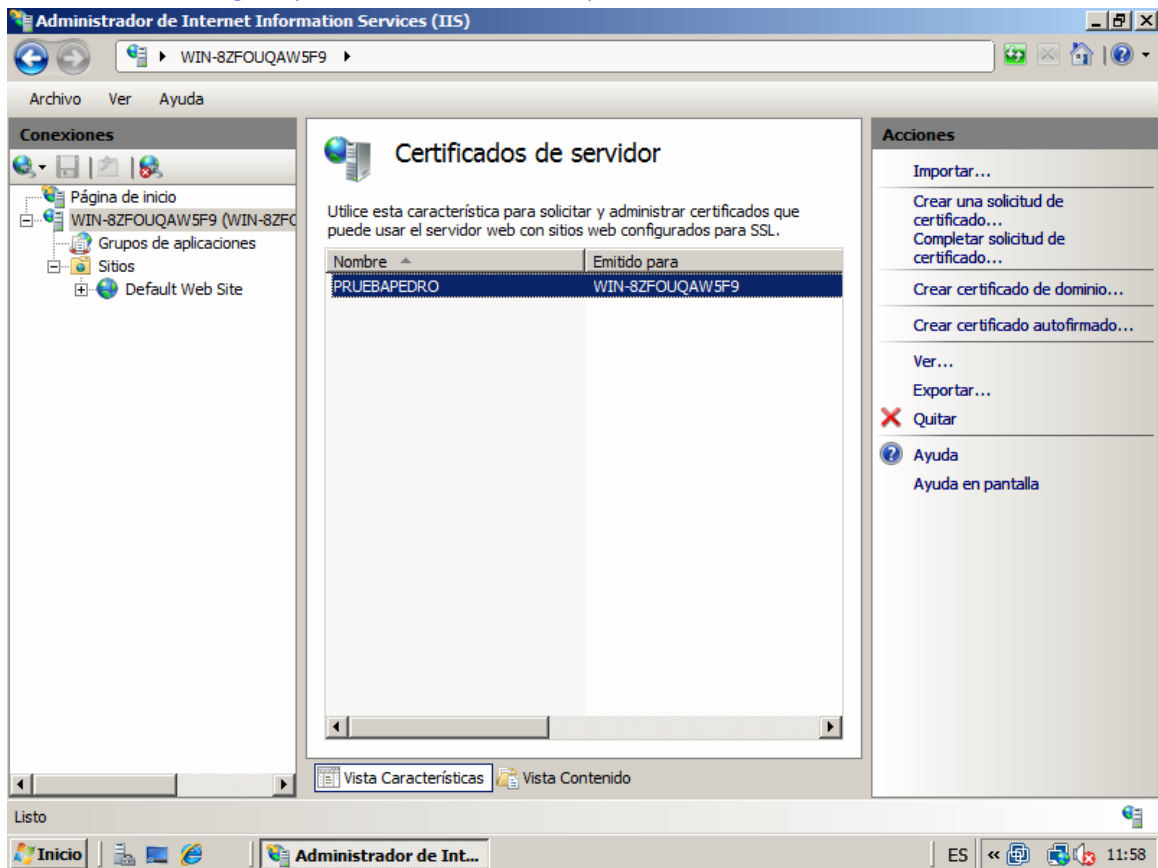 Administrador de Internet Information Services (IIS)
WIN-8ZFOUQAW5F9
Archivo Ver Ayuda
Conexiones
Página de inicio
WIN-8ZFOUQAW5F9 (WIN-8ZFO
Grupos de aplicaciones
Sitios
Default Web Site
Certificados de servidor
Utilice esta característica para solicitar y administrar certificados que
puede usar el servidor web con sitios web configurados para SSL.
Nombre Emitido para
PRUEBAPEDRO WIN-8ZFOUQAW5F9
Vista Características Vista Contenido
Acciones
Importar...
Crear una solicitud de
certificado...
Completar solicitud de
certificado...
Crear certificado de dominio...
Crear certificado autofirmado...
Ver...
Exportar...
Quitar
Ayuda
Ayuda en pantalla
Listo
Inicio
Administrador de Int...
ES
11:58